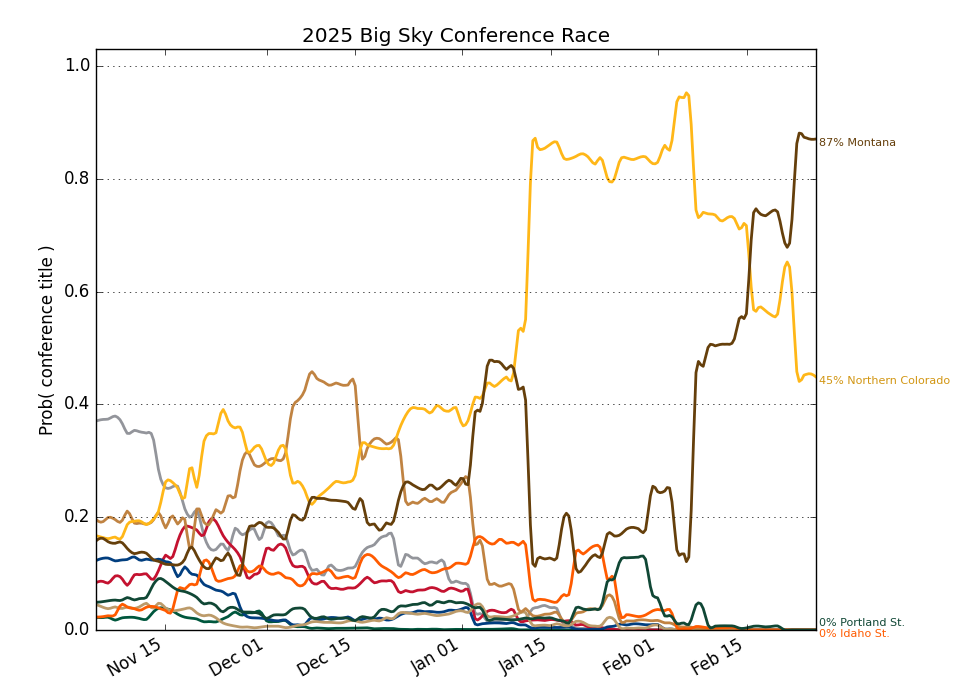 2025 Big Sky Conference Race
Prob( conference title )
1.0
0.8
0.6
0.4
0.2
0.0
87% Montana
45% Northern Colorado
0% Portland St.
0% Idaho St.
Nov 15
Dec 01
Dec 15
Jan 01
Jan 15
Feb 01
Feb 15